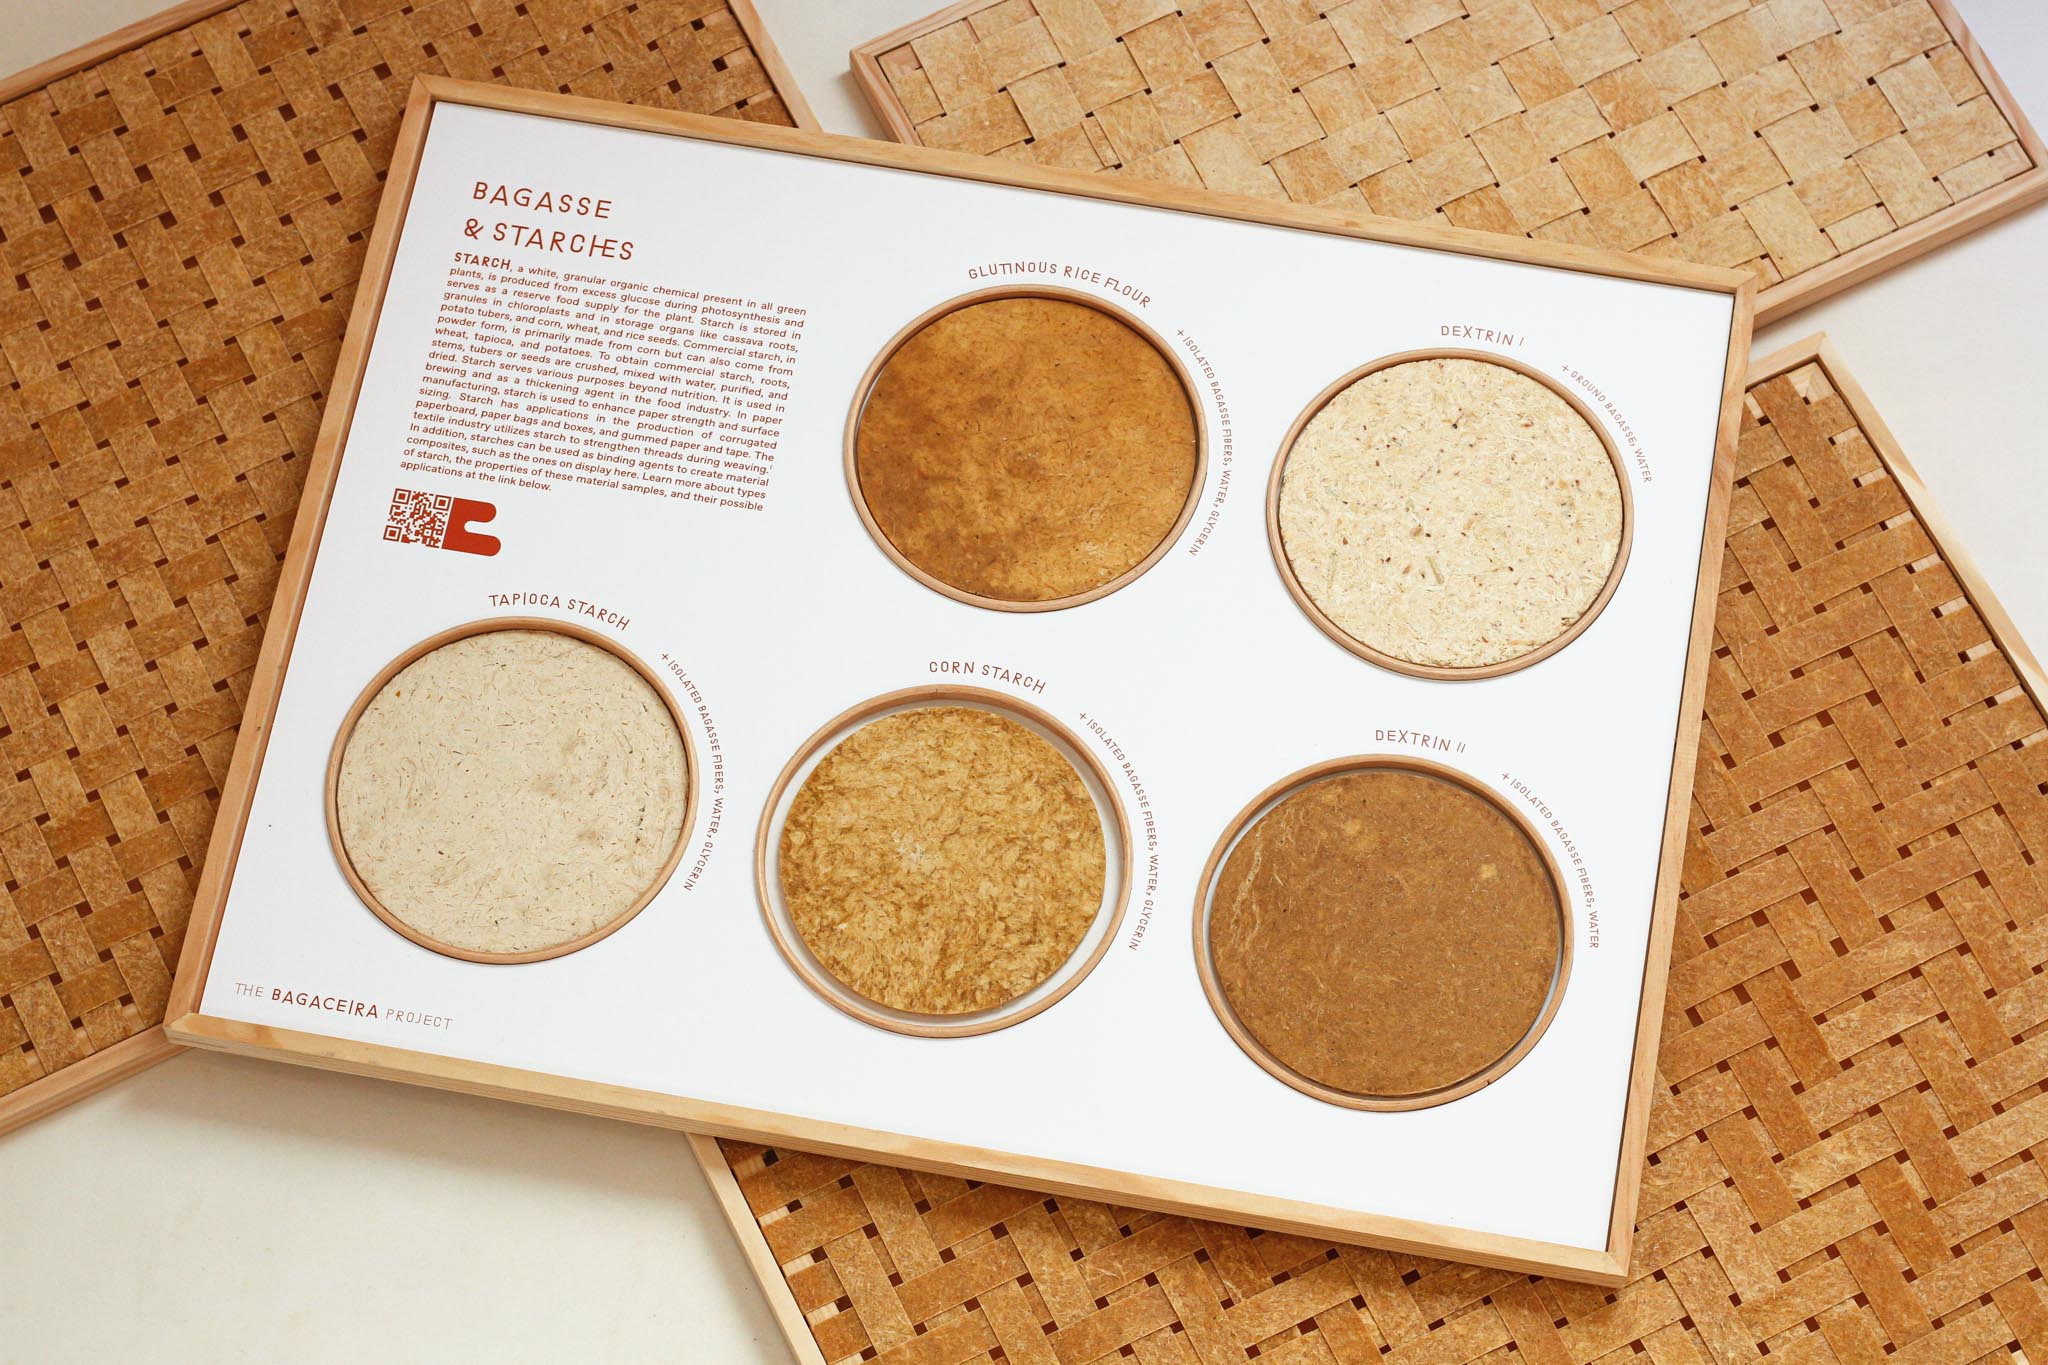 BAGASSE
& STARCHES
STARCH, a white, granular organic chemical present in all green
plants, is produced from excess glucose during photosynthesis and
serves as a reserve food supply for the plant. Starch is stored in
granules in chloroplasts and in storage organs like cassava roots,
potato tubers, and corn, wheat, and rice seeds. Commercial starch, in
powder form, is primarily made from corn but can also come from
wheat, tapioca, and potatoes. To obtain commercial starch, roots,
stems, tubers or seeds are crushed, mixed with water, purified, and
dried. Starch serves various purposes beyond nutrition. It is used in
brewing and as a thickening agent in the food industry. In paper
manufacturing, starch is used to enhance paper strength and surface
sizing. Starch has applications in the production of corrugated
paperboard, paper bags and boxes, and gummed paper and tape. The
textile industry utilizes starch to strengthen threads during weaving.¹
In addition, starches can be used as binding agents to create material
composites, such as the ones on display here. Learn more about types
of starch, the properties of these material samples, and their possible
applications at the link below.
GLUTINOUS RICE FLOUR
+ ISOLATED BAGASSE FIBERS, WATER, GLYCERIN
DEXTRIN I
+ GROUND BAGASSE, WATER
TAPIOCA STARCH
+ ISOLATED BAGASSE FIBERS, WATER, GLYCERIN
CORN STARCH
+ ISOLATED BAGASSE FIBERS, WATER, GLYCERIN
DEXTRIN II
+ ISOLATED BAGASSE FIBERS, WATER
THE BAGACEIRA PROJECT